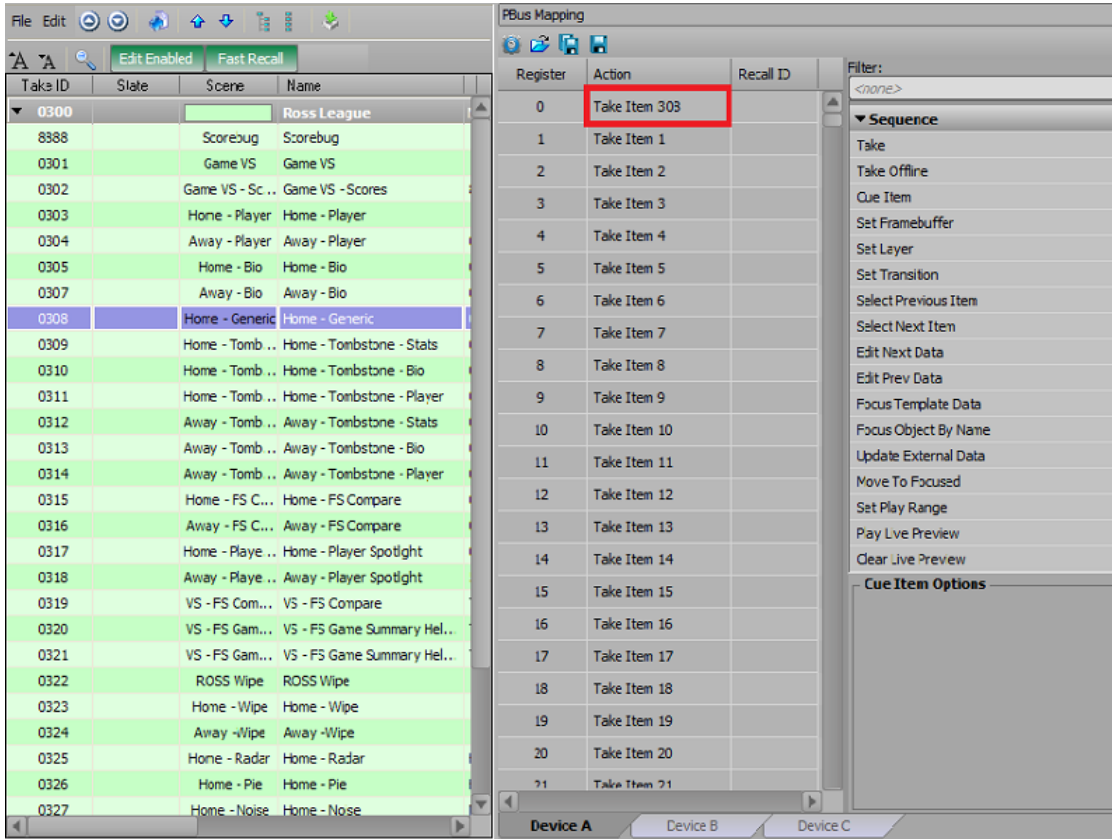 File Edit
Edit Enabled Fast Recall
Take ID State Scene Name
0300 Ross League
8888 Scorebug Scorebug
0301 Game VS Game VS
0302 Game VS - Sc... Game VS - Scores
0303 Home - Player Home - Player
0304 Away - Player Away - Player
0305 Home - Bio Home - Bio
0307 Away - Bio Away - Bio
0308 Home - Generic Home - Generic
0309 Home - Tomb... Home - Tombstone - Stats
0310 Home - Tomb... Home - Tombstone - Bio
0311 Home - Tomb... Home - Tombstone - Player
0312 Away - Tomb... Away - Tombstone - Stats
0313 Away - Tomb... Away - Tombstone - Bio
0314 Away - Tomb... Away - Tombstone - Player
0315 Home - FS C... Home - FS Compare
0316 Away - FS C... Away - FS Compare
0317 Home - Playe... Home - Player Spotlight
0318 Away - Playe... Away - Player Spotlight
0319 VS - FS Com... VS - FS Compare
0320 VS - FS Gam... VS - FS Game Summary Hel...
0321 VS - FS Gam... VS - FS Game Summary Hel...
0322 ROSS Wipe ROSS Wipe
0323 Home - Wipe Home - Wipe
0324 Away -Wipe Away -Wipe
0325 Home - Radar Home - Radar
0326 Home - Pie Home - Pie
0327 Home - Noise Home - Nose
PBus Mapping
Register Action Recall ID
0 Take Item 303
1 Take Item 1
2 Take Item 2
3 Take Item 3
4 Take Item 4
5 Take Item 5
6 Take Item 6
7 Take Item 7
8 Take Item 8
9 Take Item 9
10 Take Item 10
11 Take Item 11
12 Take Item 12
13 Take Item 13
14 Take Item 14
15 Take Item 15
16 Take Item 16
17 Take Item 17
18 Take Item 18
19 Take Item 19
20 Take Item 20
21 Take Item 21
Device A Device B Device C
Filter:
<none>
Sequence
Take
Take Offline
Cue Item
Set Framebuffer
Set Layer
Set Transition
Select Previous Item
Select Next Item
Edit Next Data
Edit Prev Data
Focus Template Data
Focus Object By Name
Update External Data
Move To Focused
Set Play Range
Play Live Preview
Clear Live Preview
Cue Item Options